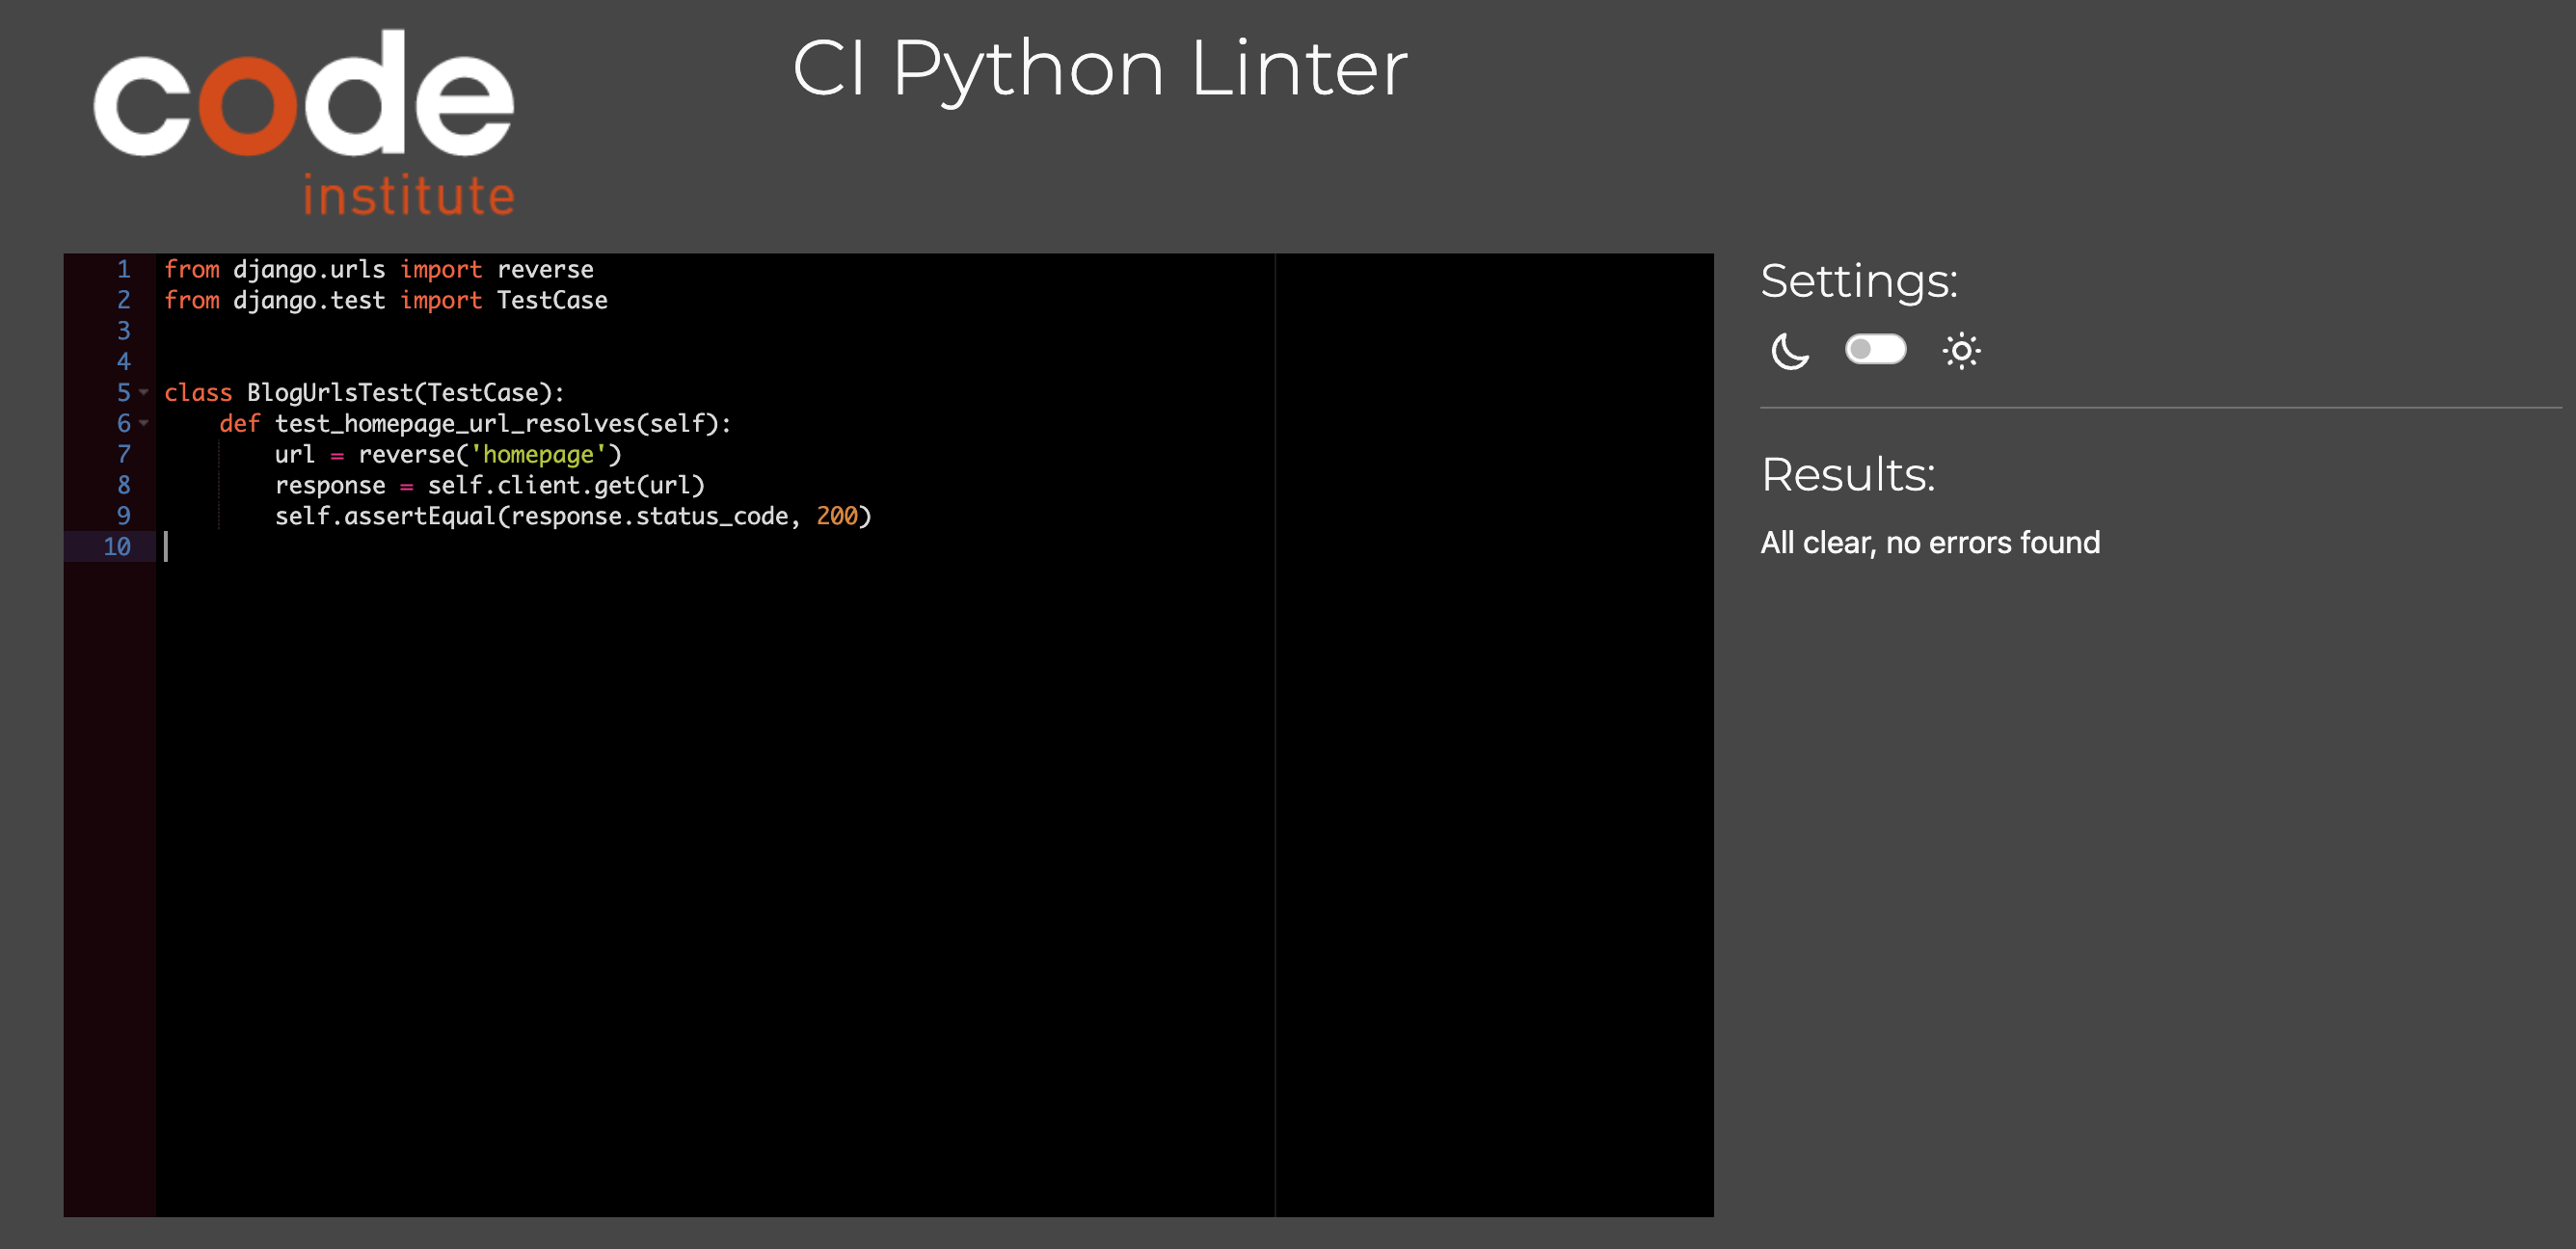 code
institute
CI Python Linter
1 from django.urls import reverse
2 from django.test import TestCase
3
4
5 class BlogUrlsTest(TestCase):
6     def test_homepage_url_resolves(self):
7         url = reverse('homepage')
8         response = self.client.get(url)
9         self.assertEqual(response.status_code, 200)
10
Settings:
Results:
All clear, no errors found